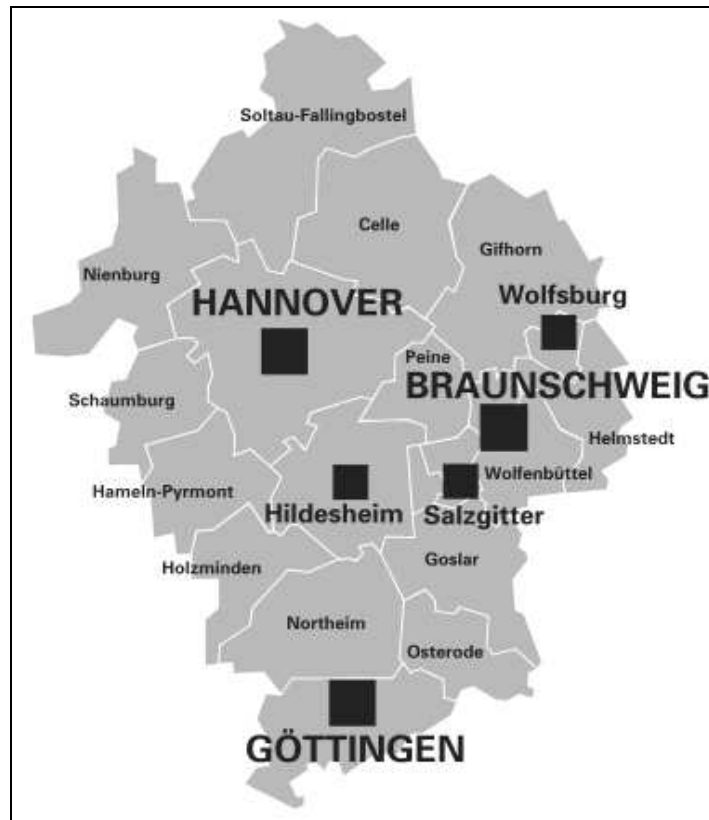 Soltau-Fallingbostel
Celle
Gifhorn
Nienburg
Wolfsburg
HANNOVER
Peine
BRAUNSCHWEIG
Schaumburg
Helmstedt
Wolfenbüttel
Hameln-Pyrmont
Hildesheim
Salzgitter
Goslar
Holzminden
Northeim
Osterode
GÖTTINGEN